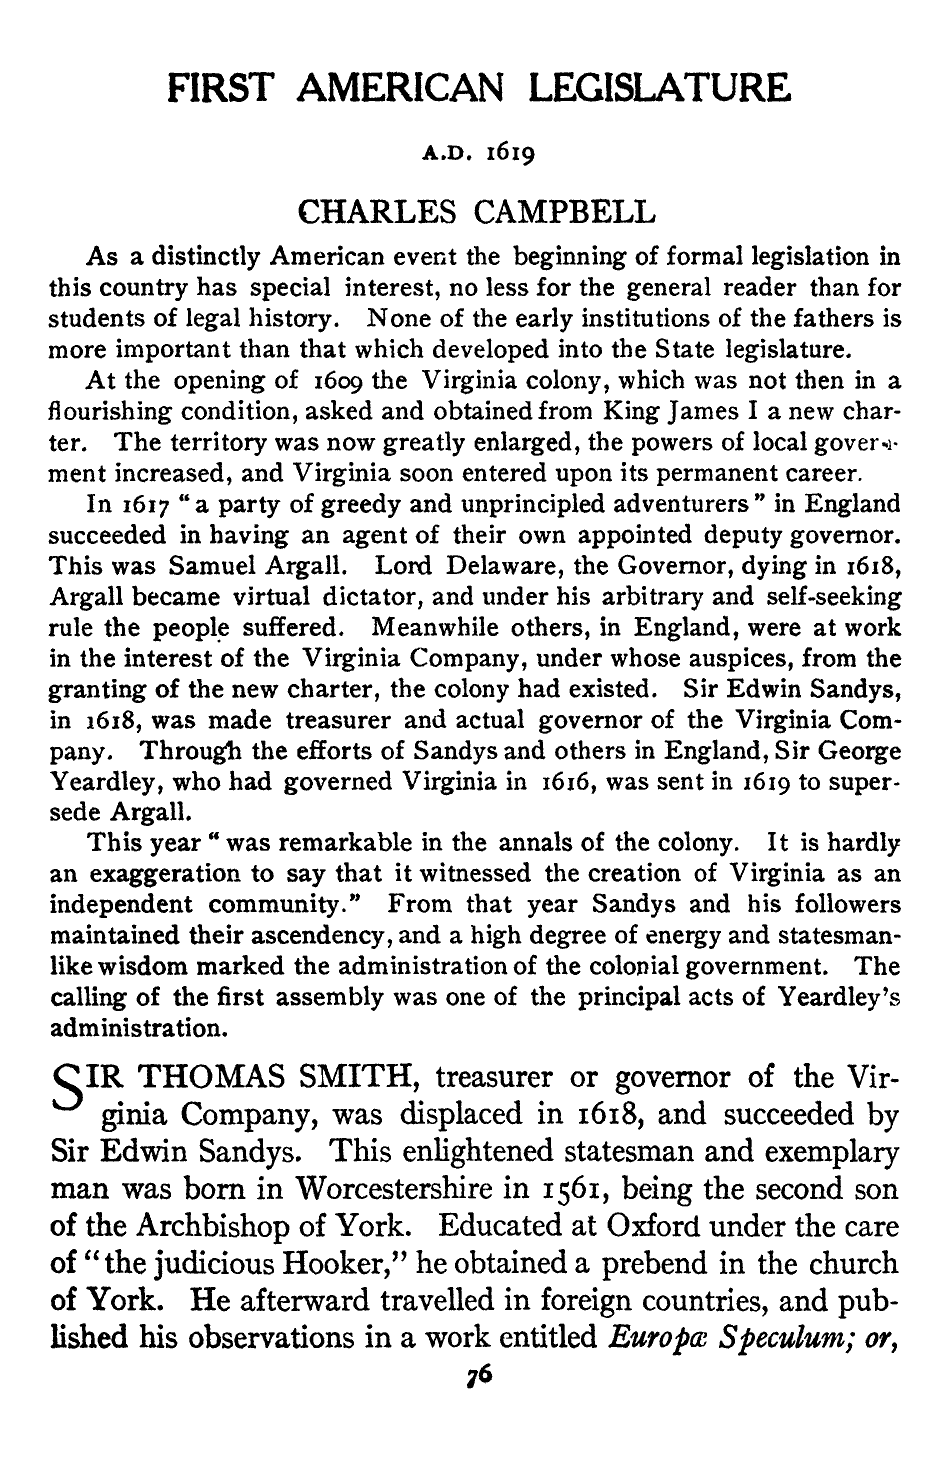 FIRST AMERICAN LEGISLATURE
A.D. 1619
CHARLES CAMPBELL
As a distinctly American event the beginning of formal legislation in
this country has special interest, no less for the general reader than for
students of legal history. None of the early institutions of the fathers is
more important than that which developed into the State legislature.
At the opening of 1609 the Virginia colony, which was not then in a
flourishing condition, asked and obtained from King James I a new char-
ter. The territory was now greatly enlarged, the powers of local govern-
ment increased, and Virginia soon entered upon its permanent career.
In 1617 "a party of greedy and unprincipled adventurers" in England
succeeded in having an agent of their own appointed deputy governor.
This was Samuel Argall. Lord Delaware, the Governor, dying in 1618,
Argall became virtual dictator, and under his arbitrary and self-seeking
rule the people suffered. Meanwhile others, in England, were at work
in the interest of the Virginia Company, under whose auspices, from the
granting of the new charter, the colony had existed. Sir Edwin Sandys,
in 1618, was made treasurer and actual governor of the Virginia Com-
pany. Through the efforts of Sandys and others in England, Sir George
Yeardley, who had governed Virginia in 1616, was sent in 1619 to super-
sede Argall.
This year "was remarkable in the annals of the colony. It is hardly
an exaggeration to say that it witnessed the creation of Virginia as an
independent community." From that year Sandys and his followers
maintained their ascendency, and a high degree of energy and statesman-
like wisdom marked the administration of the colonial government. The
calling of the first assembly was one of the principal acts of Yeardley's
administration.
SIR THOMAS SMITH, treasurer or governor of the Vir-
ginia Company, was displaced in 1618, and succeeded by
Sir Edwin Sandys. This enlightened statesman and exemplary
man was born in Worcestershire in 1561, being the second son
of the Archbishop of York. Educated at Oxford under the care
of "the judicious Hooker," he obtained a prebend in the church
of York. He afterward travelled in foreign countries, and pub-
lished his observations in a work entitled Europæ Speculum; or,
76